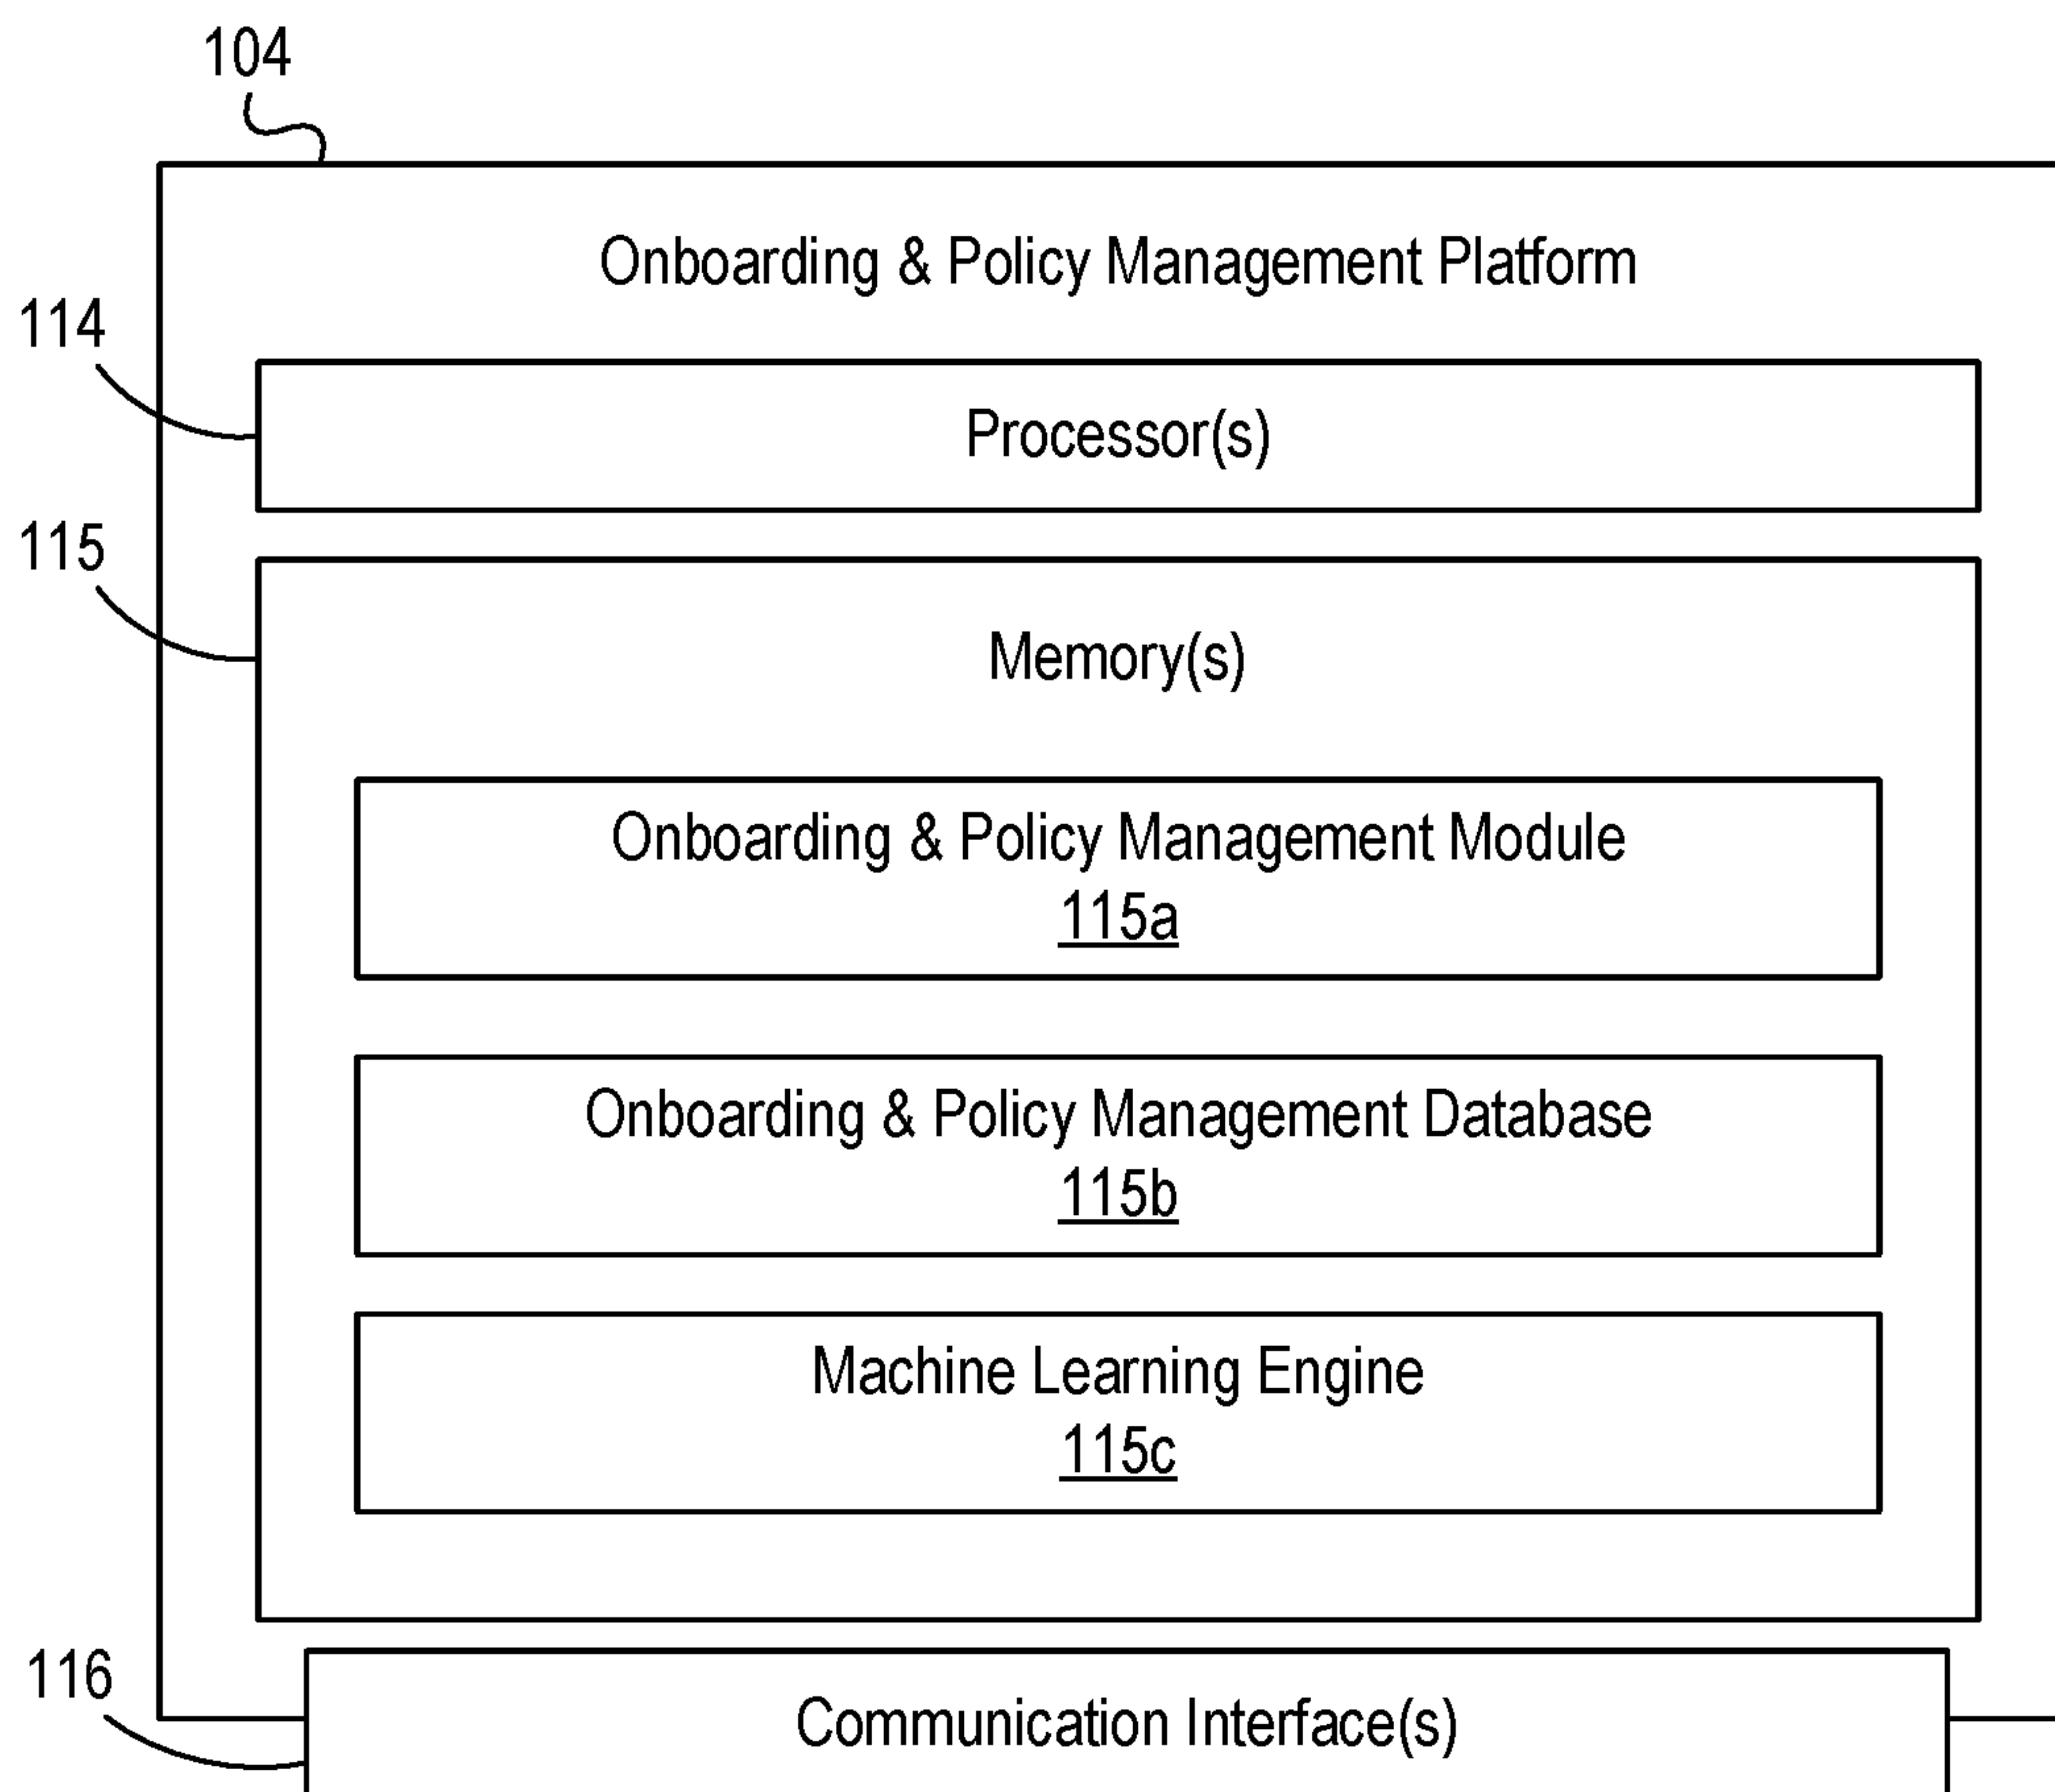 104
Onboarding & Policy Management Platform
114
Processor(s)
115
Memory(s)
Onboarding & Policy Management Module
115a
Onboarding & Policy Management Database
115b
Machine Learning Engine
115c
116
Communication Interface(s)